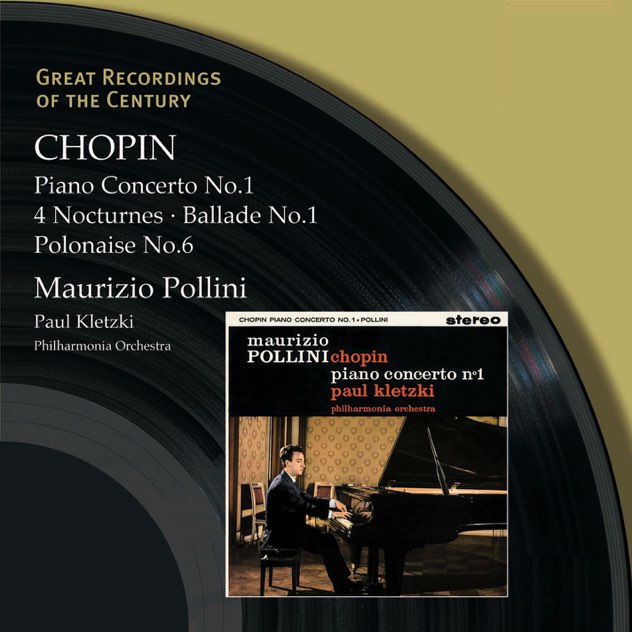 GREAT RECORDINGS
OF THE CENTURY
CHOPIN
Piano Concerto No.1
4 Nocturnes · Ballade No.1
Polonaise No.6
Maurizio Pollini
Paul Kletzki
Philharmonia Orchestra
CHOPIN PIANO CONCERTO NO. 1 • POLLINI stereo
maurizio
POLLINI chopin
piano concerto nº1
paul kletzki
philharmonia orchestra